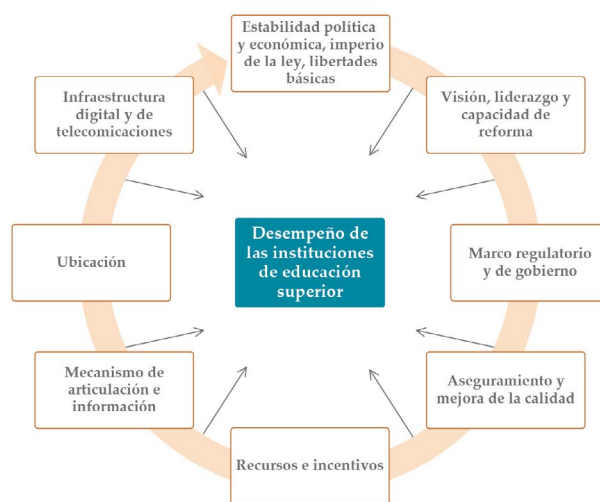 Estabilidad política
y económica, imperio
de la ley, libertades
básicas
Visión, liderazgo y
capacidad de
reforma
Marco regulatorio
y de gobierno
Aseguramiento y
mejora de la calidad
Recursos e incentivos
Mecanismo de
articulación e
información
Ubicación
Infraestructura
digital y de
telecomicaciones
Desempeño de
las instituciones
de educación
superior